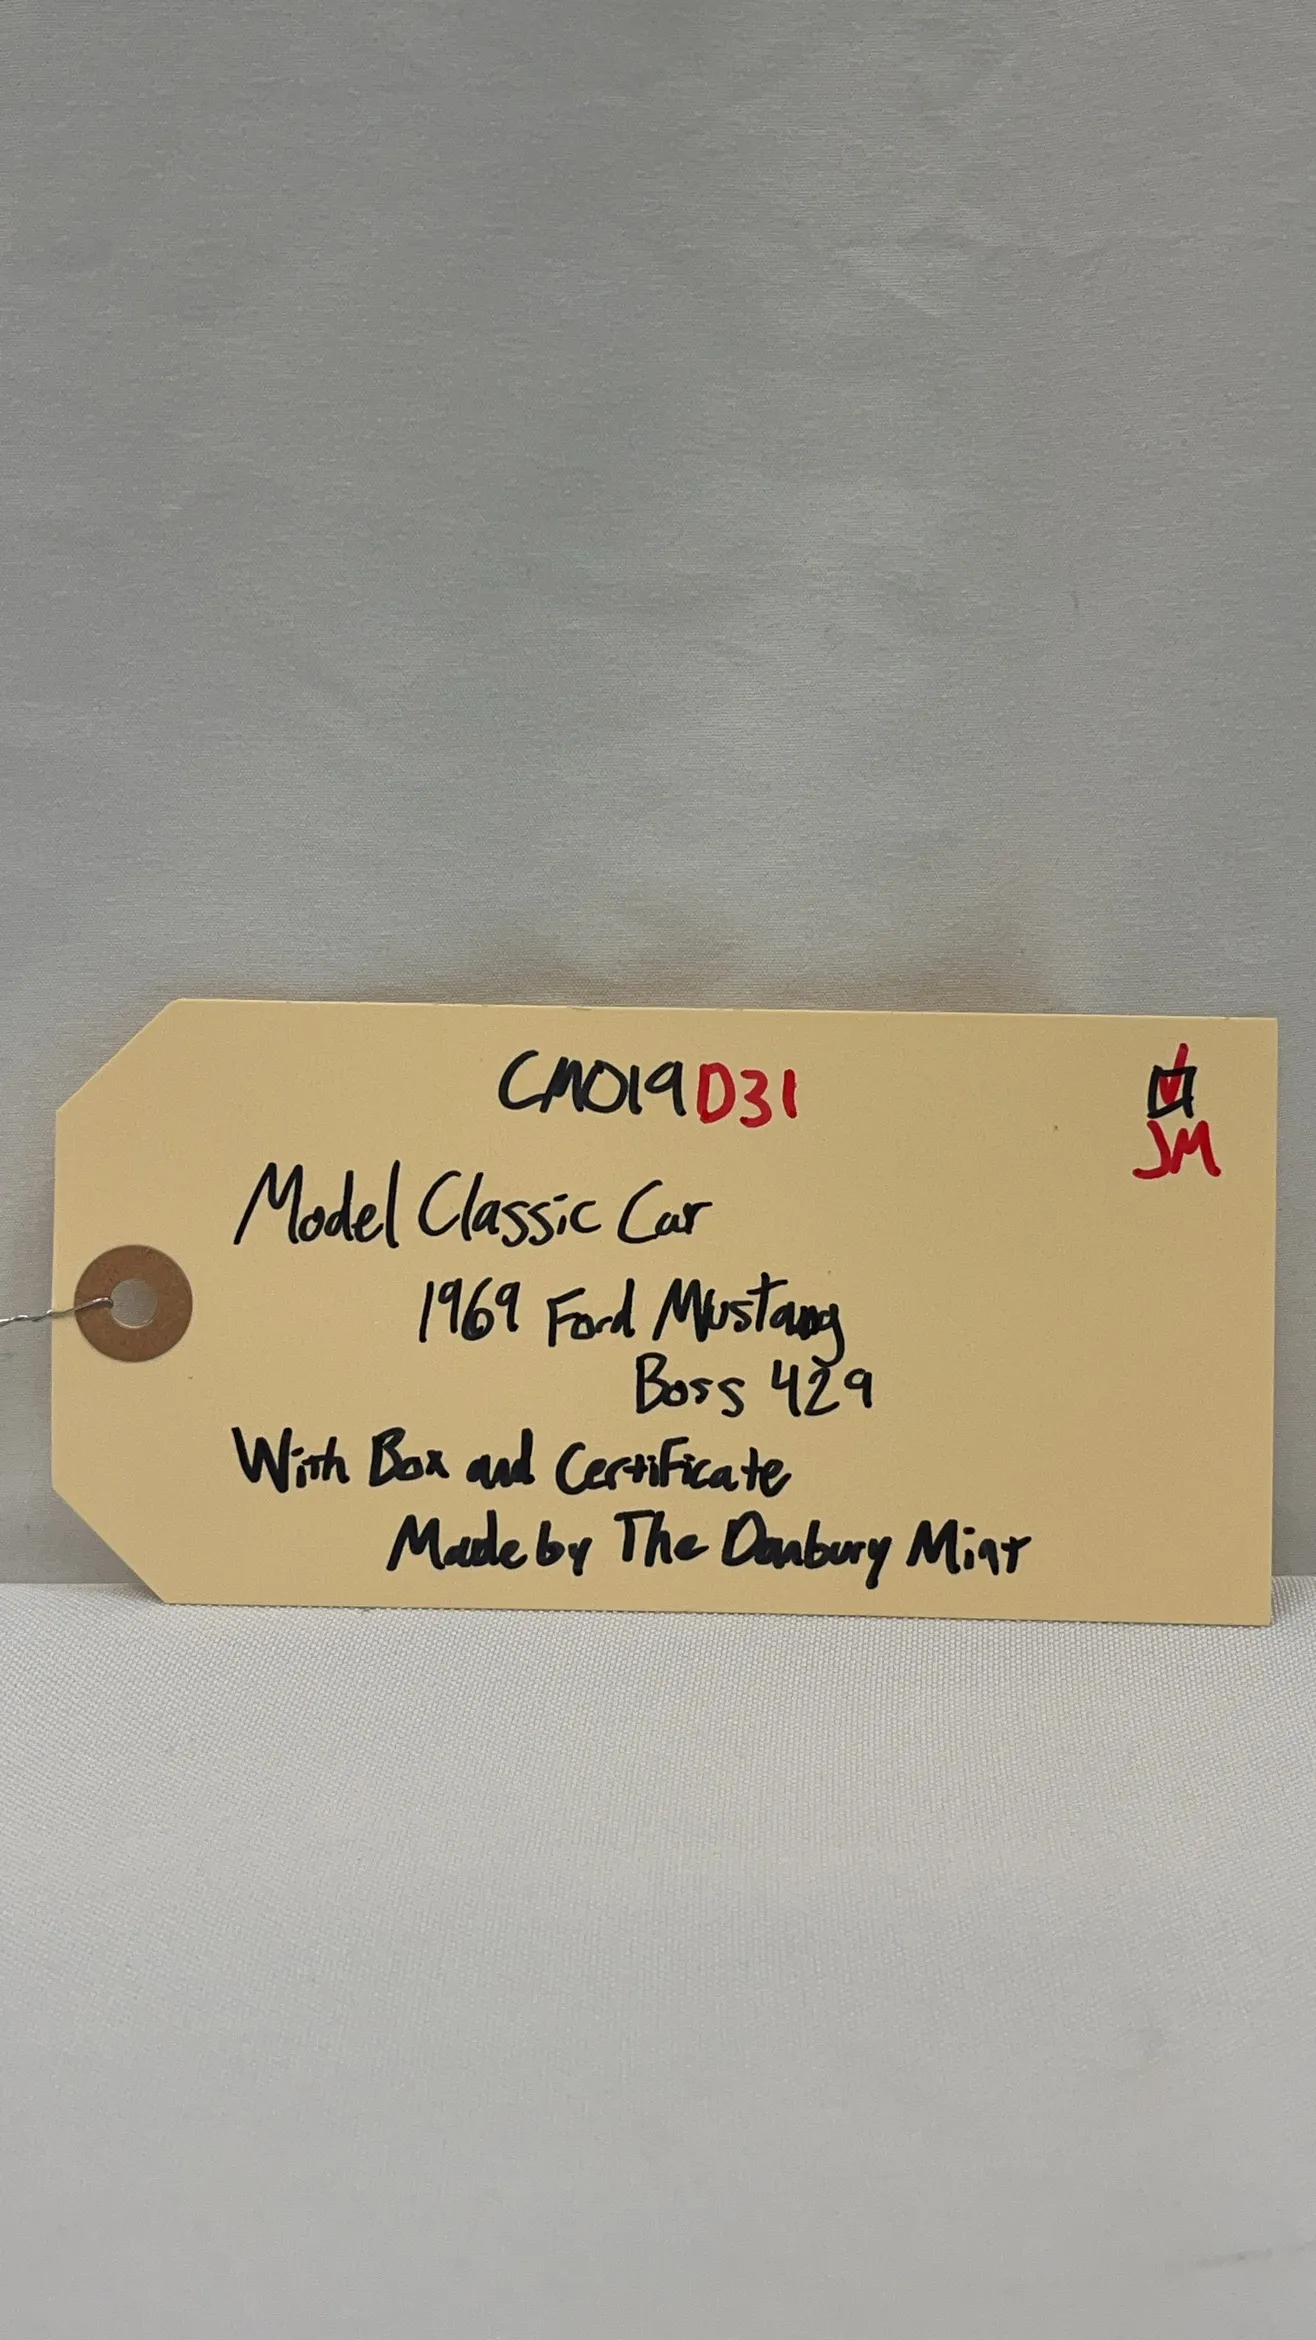 CM019D31
JM
Model Classic Car
1969 Ford Mustang
Boss 429
With Box and Certificate
Made by The Danbury Mint